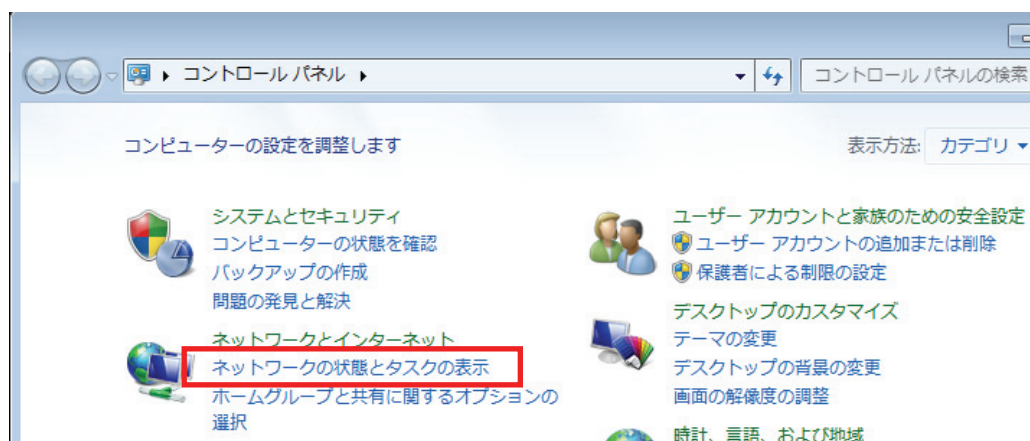 コントロール パネル
コントロール パネルの検索
コンピューターの設定を調整します
表示方法: カテゴリ
システムとセキュリティ
コンピューターの状態を確認
バックアップの作成
問題の発見と解決
ネットワークとインターネット
ネットワークの状態とタスクの表示
ホームグループと共有に関するオプションの
選択
ユーザー アカウントと家族のための安全設定
ユーザー アカウントの追加または削除
保護者による制限の設定
デスクトップのカスタマイズ
テーマの変更
デスクトップの背景の変更
画面の解像度の調整
時計、言語、および地域